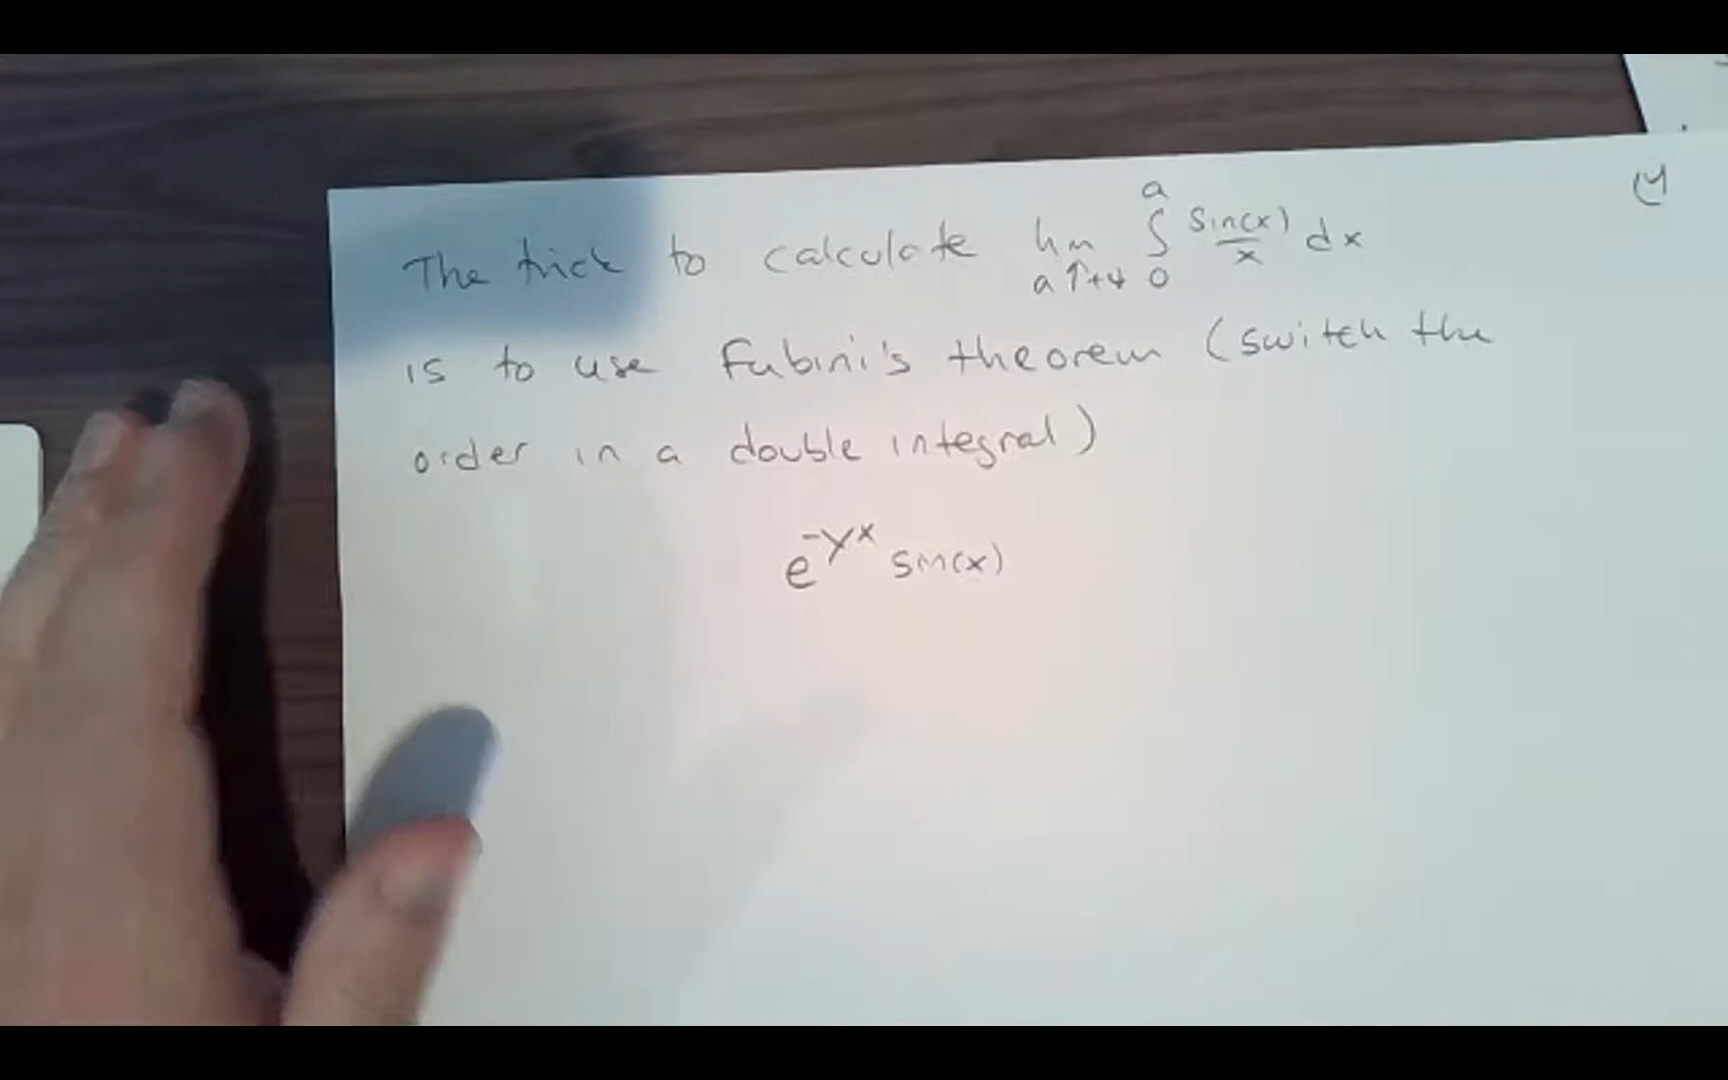 The trick to calculate lim a↑+∞ ∫₀ᵃ sin(x)/x dx
is to use Fubini's theorem (switch the
order in a double integral)
e^{-yx} sin(x)